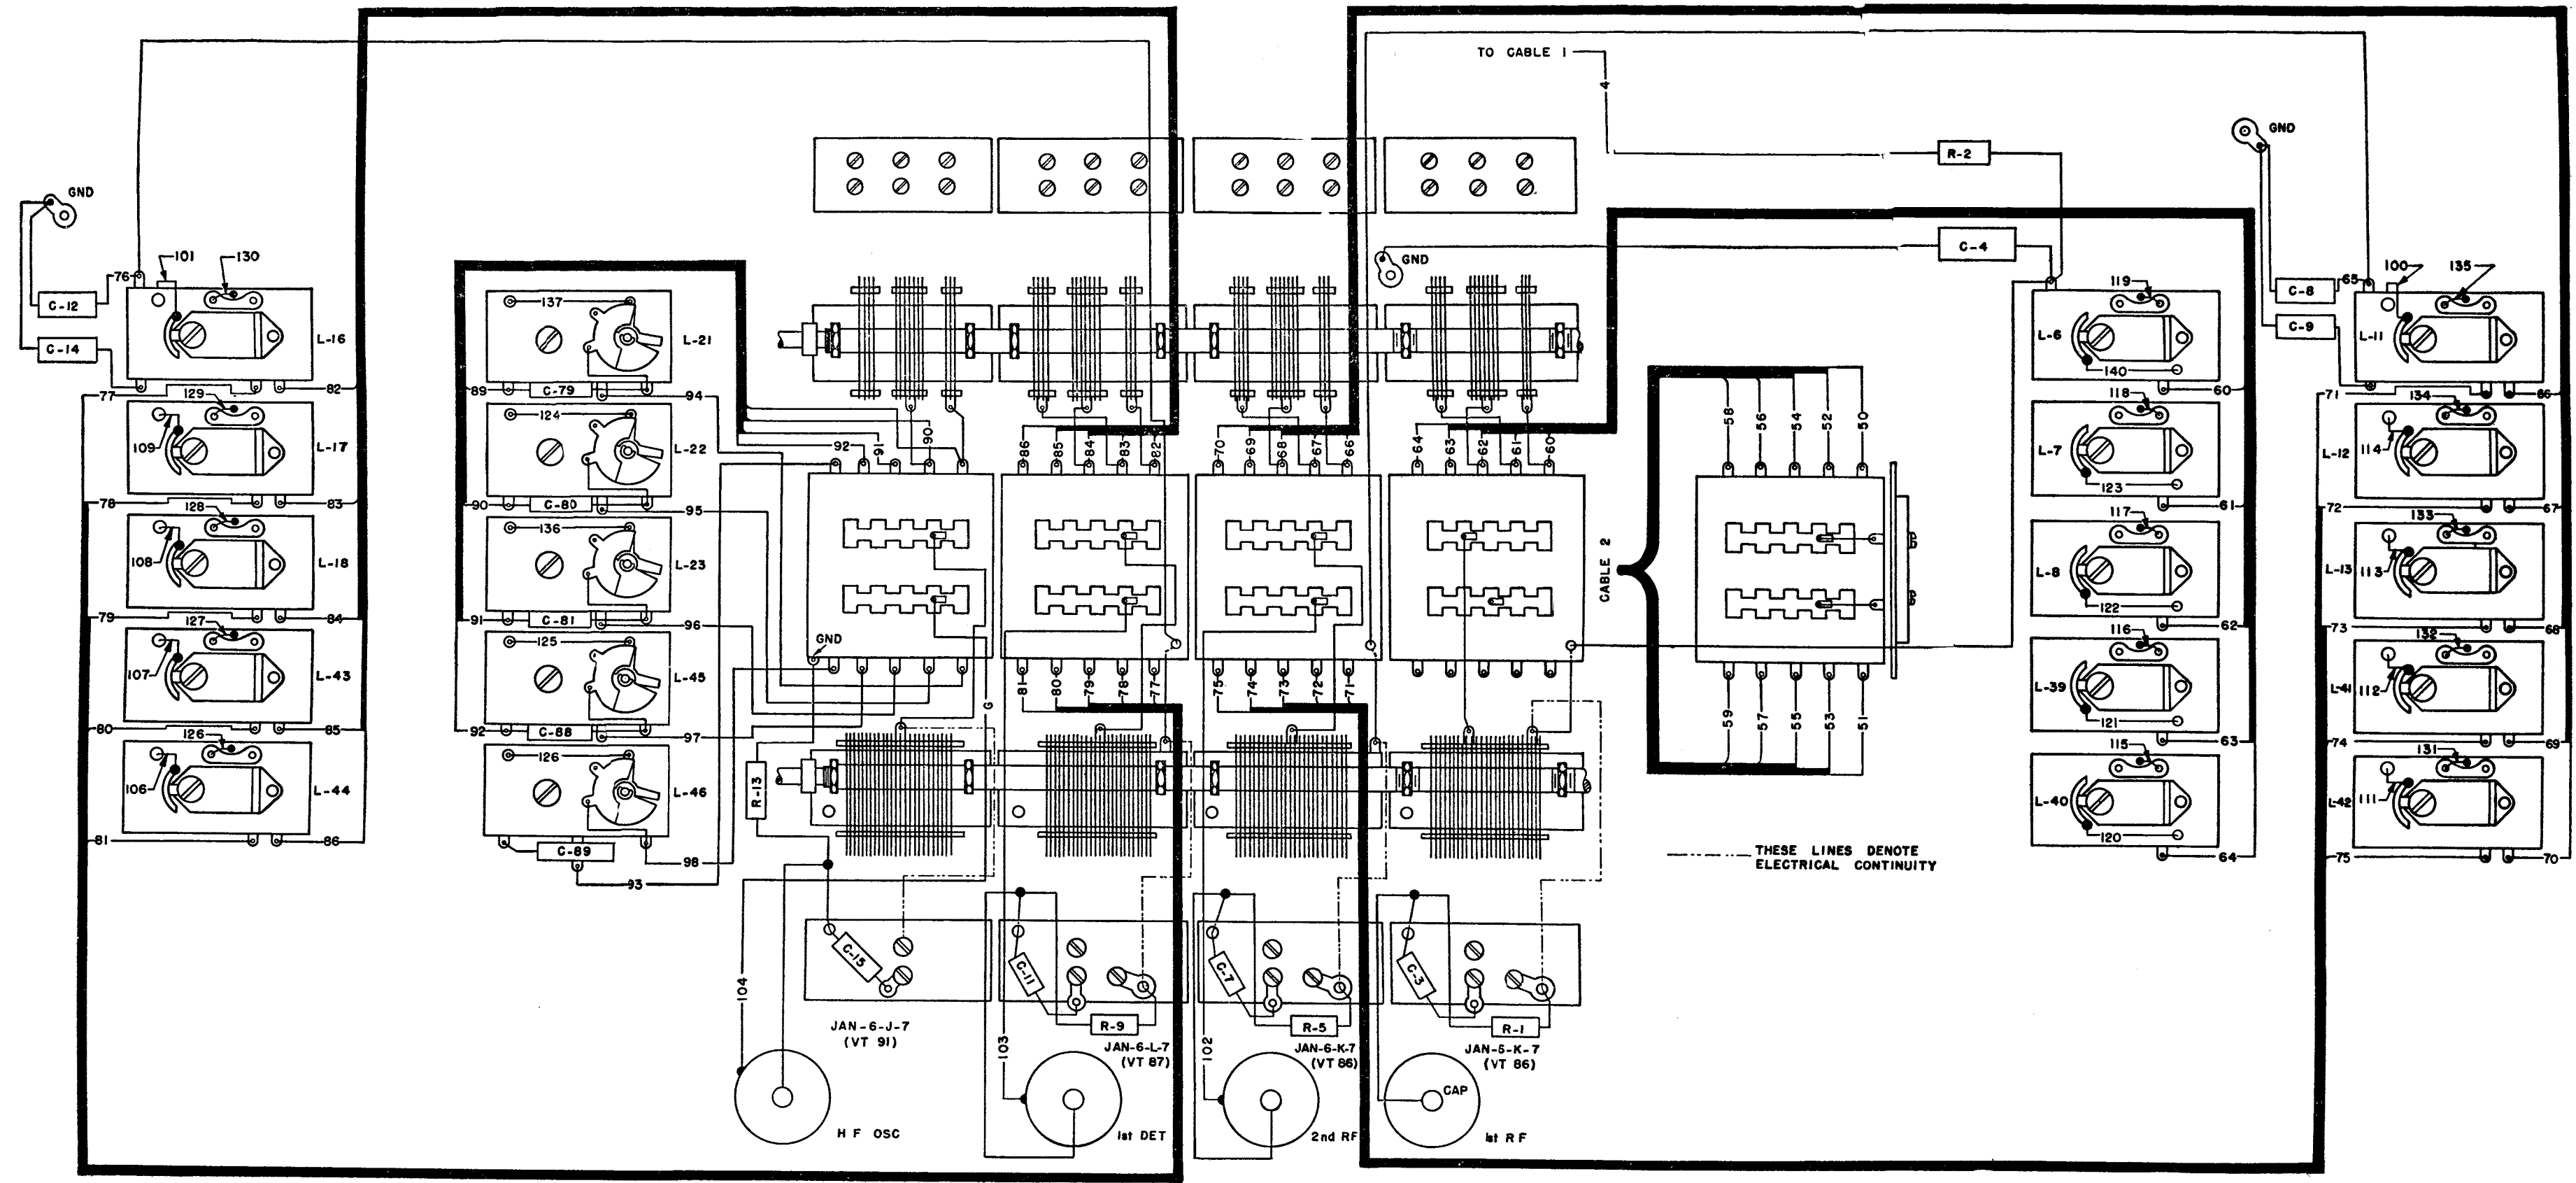 TO CABLE 1
4
R-2
GND
GND
C-4
GND
76
101
130
C-12
C-14
L-16
77
82
129
109
L-17
78
83
128
108
L-18
79
84
127
107
L-43
80
85
126
106
L-44
81
86
137
L-21
89
C-79
94
124
L-22
90
C-80
95
136
L-23
91
C-81
96
125
L-45
92
C-88
97
126
L-46
C-89
98
93
92
91
90
86
85
84
83
82
70
69
68
67
66
64
63
62
61
60
GND
81
80
79
78
77
75
74
73
72
71
G
R-13
CABLE 2
58
56
54
52
50
59
57
55
53
51
119
L-6
140
60
118
L-7
123
61
117
L-8
122
62
116
L-39
121
63
115
L-40
120
64
C-8
65
100
135
C-9
L-11
71
66
134
L-12
114
72
67
133
L-13
113
73
68
132
L-41
112
74
69
131
L-42
111
75
70
THESE LINES DENOTE
ELECTRICAL CONTINUITY
104
C-15
C-11
C-7
C-3
R-9
R-5
R-1
JAN-6-J-7
(VT 91)
103
JAN-6-L-7
(VT 87)
102
JAN-6-K-7
(VT 86)
JAN-6-K-7
(VT 86)
CAP
H F OSC
1st DET
2nd RF
1st R F